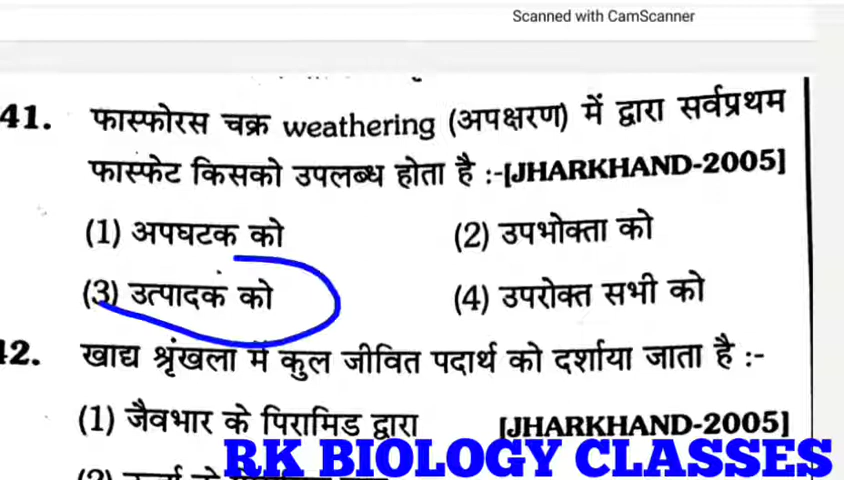 Scanned with CamScanner
41. फास्फोरस चक्र weathering (अपक्षरण) में द्वारा सर्वप्रथम
फास्फेट किसको उपलब्ध होता है :-[JHARKHAND-2005]
(1) अपघटक को (2) उपभोक्ता को
(3) उत्पादक को (4) उपरोक्त सभी को
42. खाद्य श्रृंखला में कुल जीवित पदार्थ को दर्शाया जाता है :-
(1) जैवभार के पिरामिड द्वारा [JHARKHAND-2005]
RK BIOLOGY CLASSES